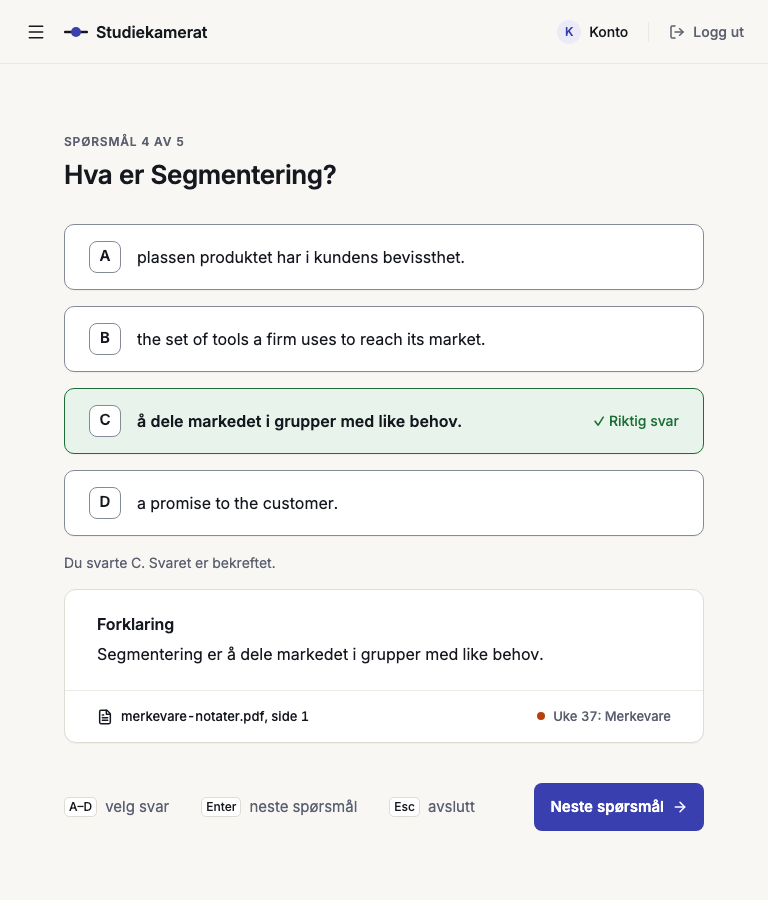 Studiekamerat
K Konto
Logg ut
SPØRSMÅL 4 AV 5
Hva er Segmentering?
A plassen produktet har i kundens bevissthet.
B the set of tools a firm uses to reach its market.
C å dele markedet i grupper med like behov. ✓ Riktig svar
D a promise to the customer.
Du svarte C. Svaret er bekreftet.
Forklaring
Segmentering er å dele markedet i grupper med like behov.
merkevare-notater.pdf, side 1
Uke 37: Merkevare
A–D velg svar Enter neste spørsmål Esc avslutt
Neste spørsmål →